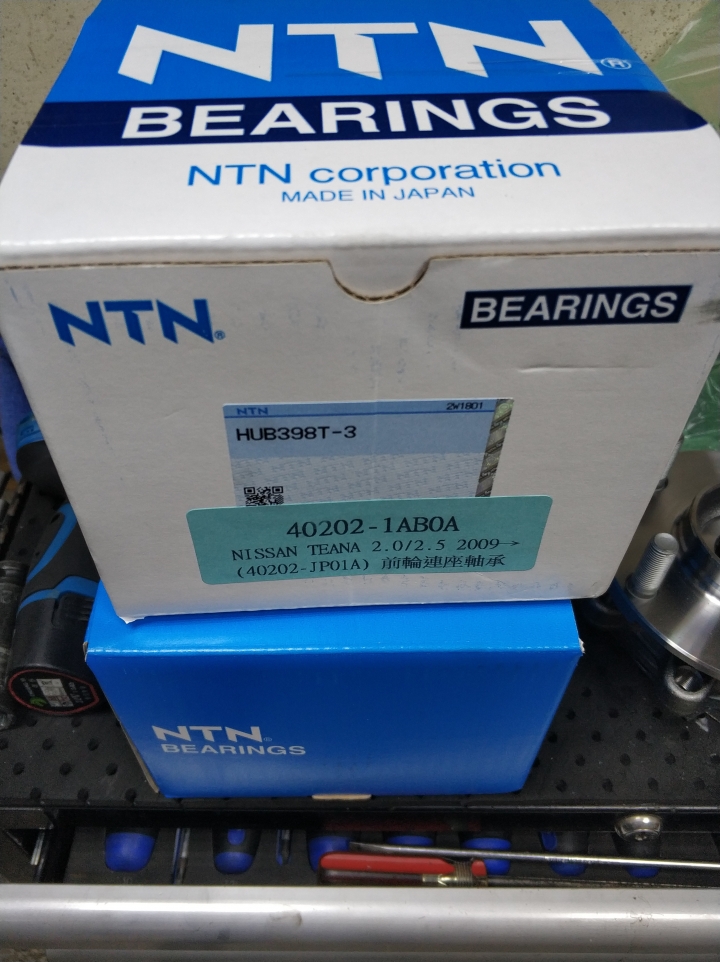 NTN®
BEARINGS
NTN corporation
MADE IN JAPAN
NTN®
BEARINGS
NTN
2W1801
HUB398T-3
40202-1AB0A
NISSAN TEANA 2.0/2.5 2009→
(40202-JP01A) 前輪連座軸承
NTN®
BEARINGS